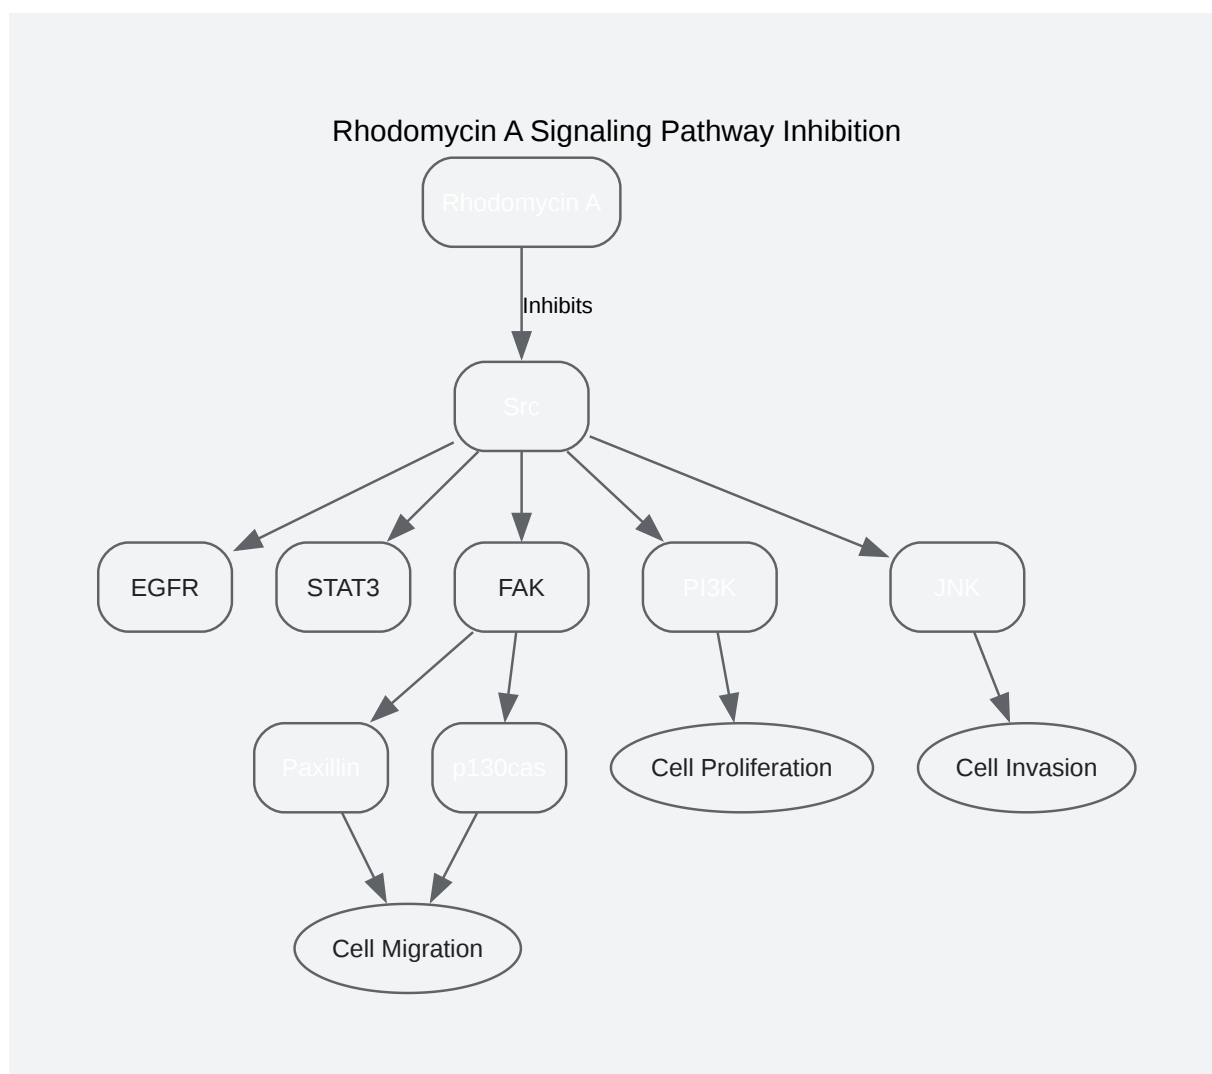 Rhodomycin A Signaling Pathway Inhibition
Rhodomycin A
Inhibits
Src
EGFR
STAT3
FAK
PI3K
JNK
Paxillin
p130cas
Cell Proliferation
Cell Invasion
Cell Migration